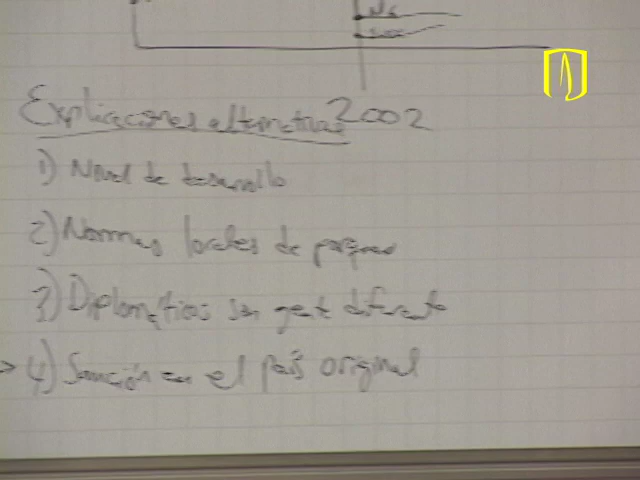 Explicaciones alternativas 2002
1) Nivel de desarrollo
2) Normas locales de parqueo
3) Diplomáticos son gente diferente
4) Sanción en el país original